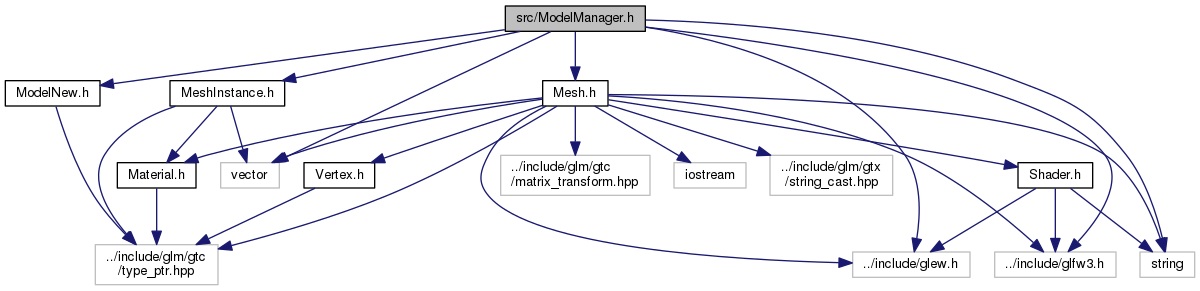 src/ModelManager.h
ModelNew.h
MeshInstance.h
Mesh.h
Material.h
vector
Vertex.h
../include/glm/gtc
/matrix_transform.hpp
iostream
../include/glm/gtx
/string_cast.hpp
Shader.h
../include/glm/gtc
/type_ptr.hpp
../include/glew.h
../include/glfw3.h
string